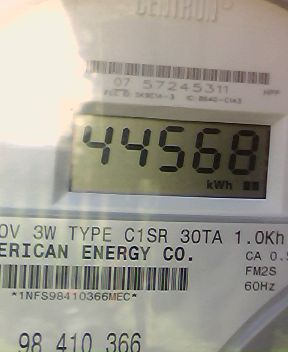 CENTRON
07 57245311
44568
kWh
0V 3W TYPE C1SR 30TA 1.0Kh
ERICAN ENERGY CO.
CA 0.5
FM2S
60Hz
*1NFS98410366MEC*
98 410 366